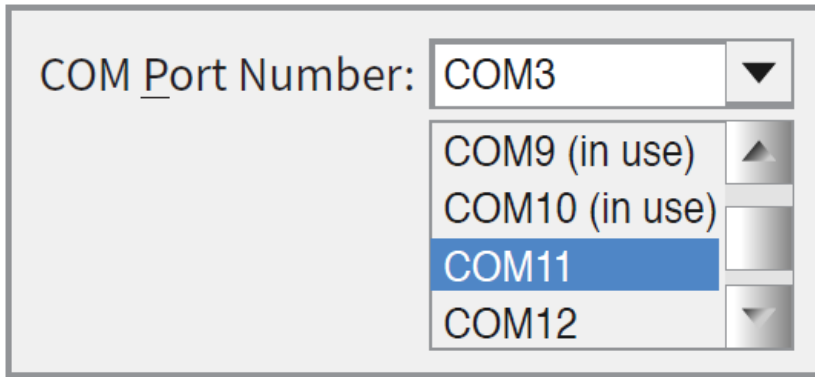 COM Port Number: COM3
COM9 (in use)
COM10 (in use)
COM11
COM12